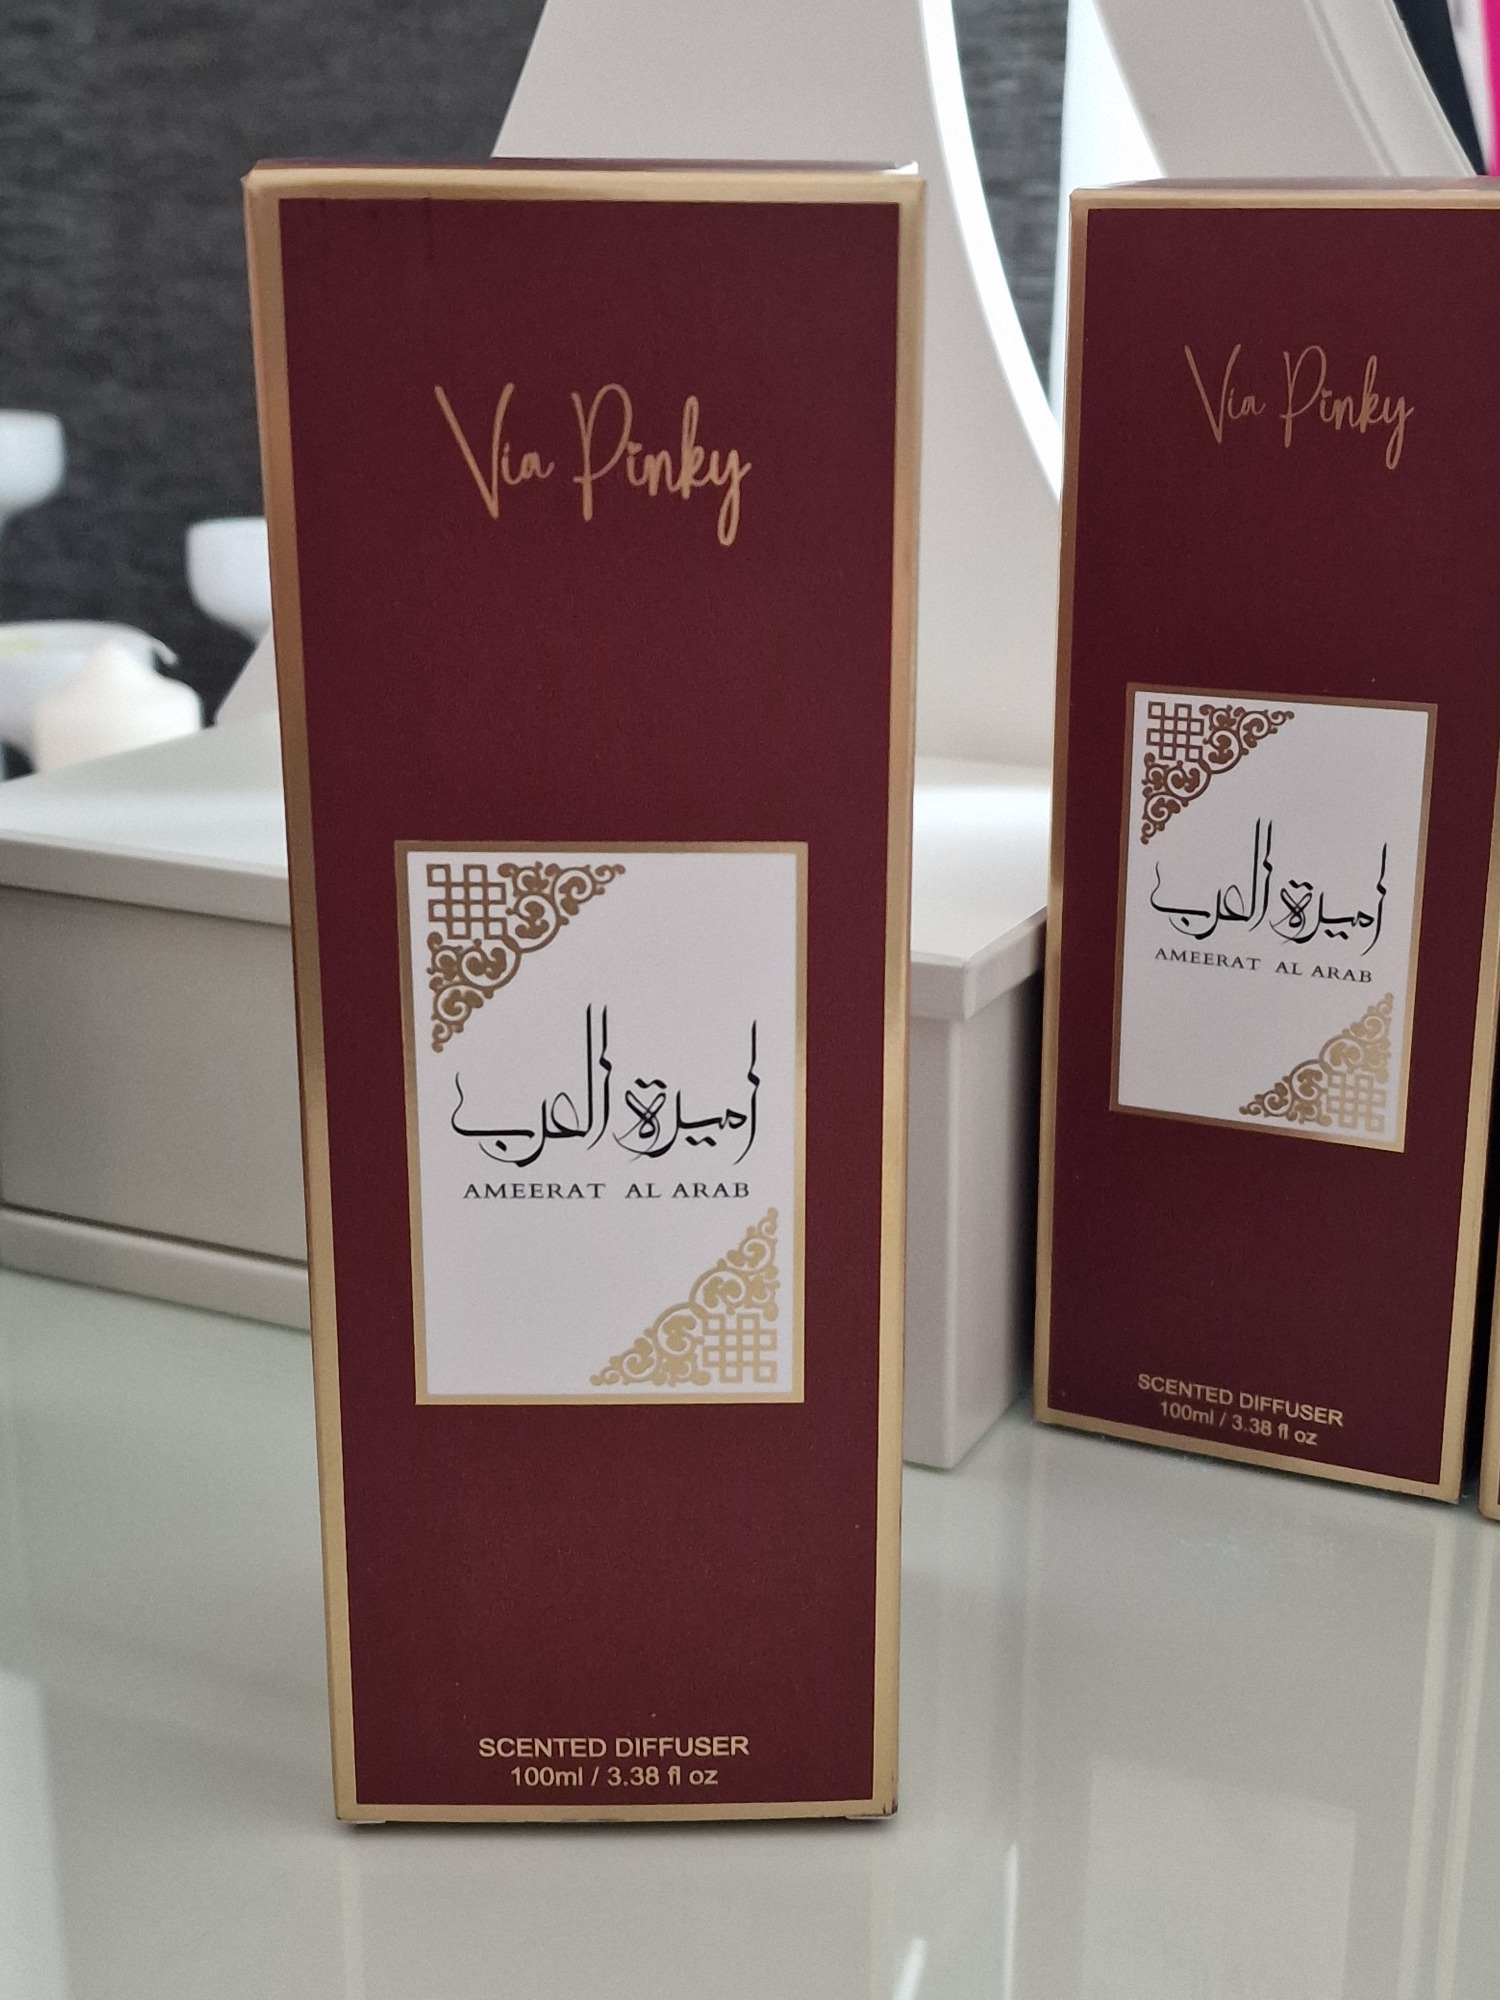 Via Pinky
أميرة العرب
AMEERAT AL ARAB
SCENTED DIFFUSER
100ml / 3.38 fl oz
Via Pinky
أميرة العرب
AMEERAT AL ARAB
SCENTED DIFFUSER
100ml / 3.38 fl oz